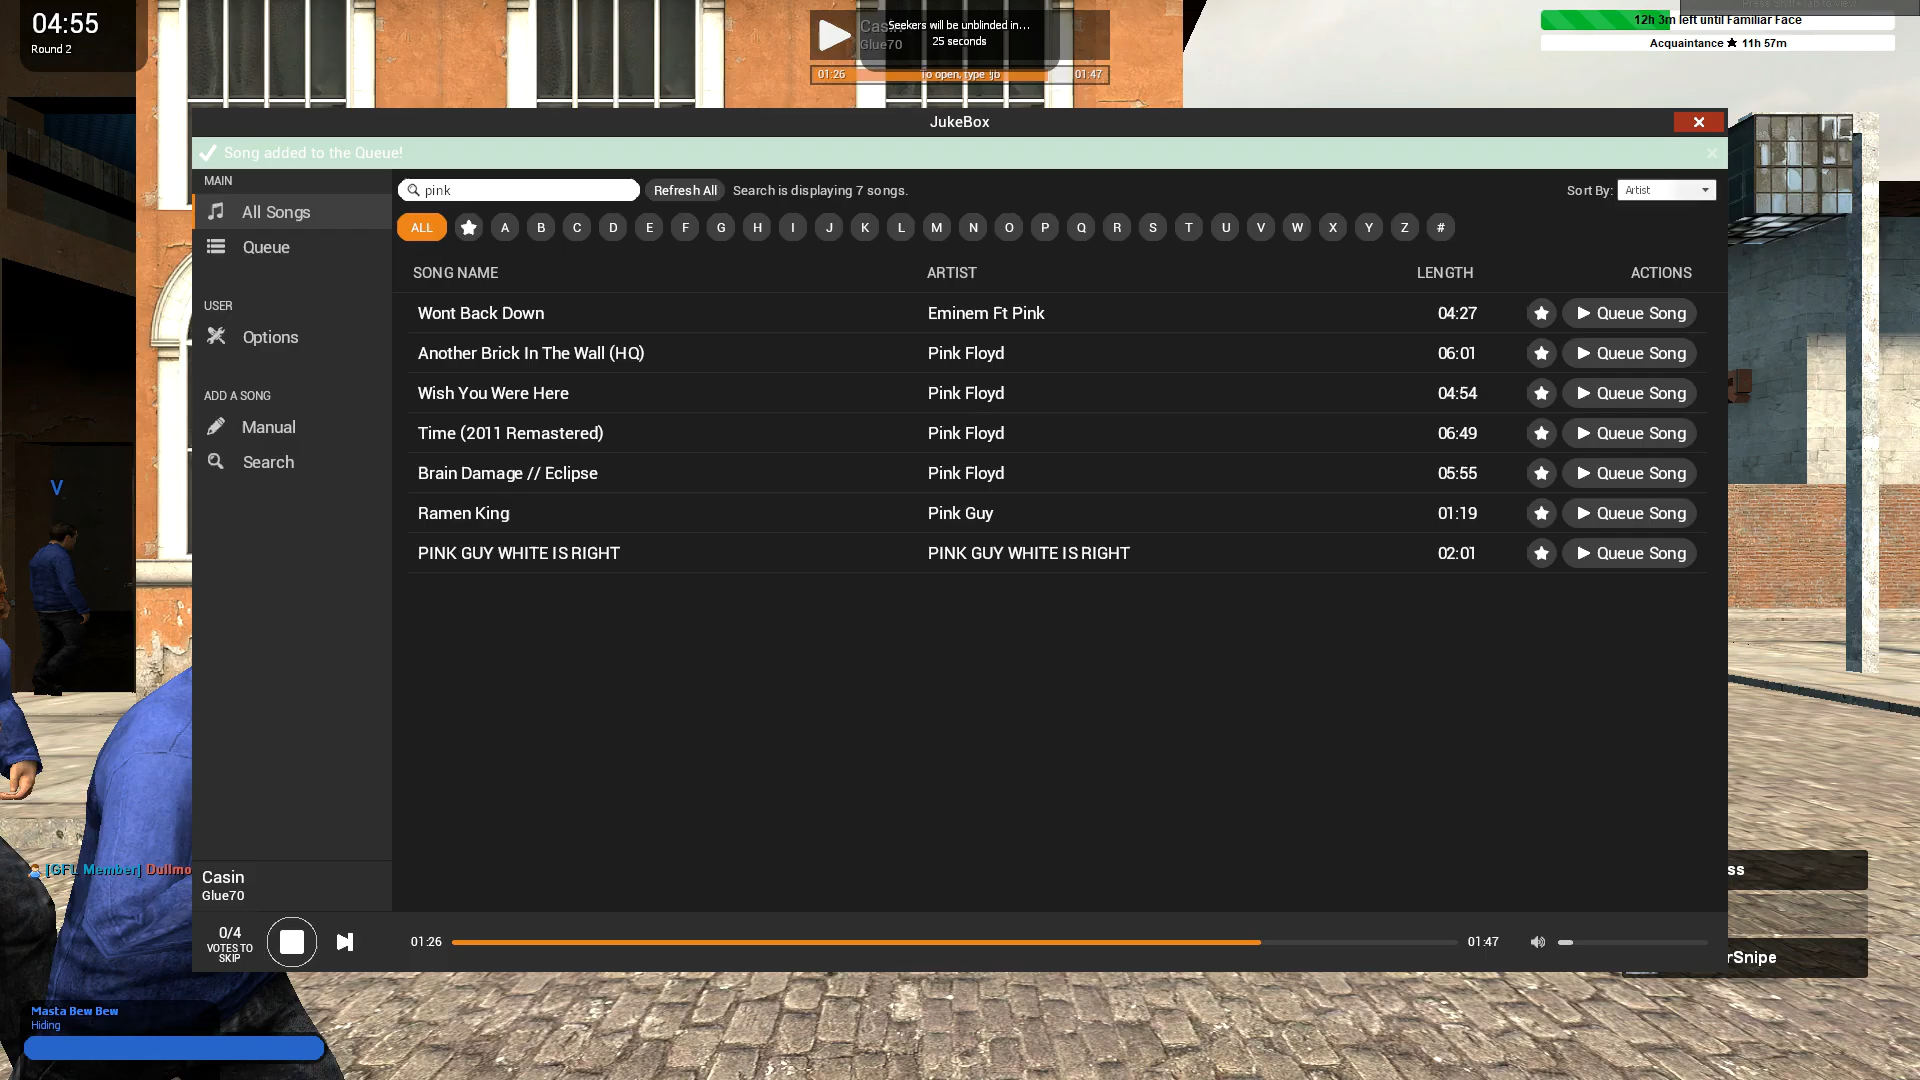 04:55
Round 2
Casin
Glue70
Seekers will be unblinded in...
25 seconds
01:26
To open, type !jb
01:47
12h 3m left until Familiar Face
Acquaintance ★ 11h 57m
JukeBox
Song added to the Queue!
MAIN
All Songs
Queue
USER
Options
ADD A SONG
Manual
Search
pink
Refresh All
Search is displaying 7 songs.
Sort By:
Artist
ALL A B C D E F G H I J K L M N O P Q R S T U V W X Y Z #
SONG NAME ARTIST LENGTH ACTIONS
Wont Back Down Eminem Ft Pink 04:27 Queue Song
Another Brick In The Wall (HQ) Pink Floyd 06:01 Queue Song
Wish You Were Here Pink Floyd 04:54 Queue Song
Time (2011 Remastered) Pink Floyd 06:49 Queue Song
Brain Damage // Eclipse Pink Floyd 05:55 Queue Song
Ramen King Pink Guy 01:19 Queue Song
PINK GUY WHITE IS RIGHT PINK GUY WHITE IS RIGHT 02:01 Queue Song
V
[GFL Member] Dullmo
Casin
Glue70
0/4
VOTES TO
SKIP
01:26
01:47
ss
rSnipe
Masta Bew Bew
Hiding